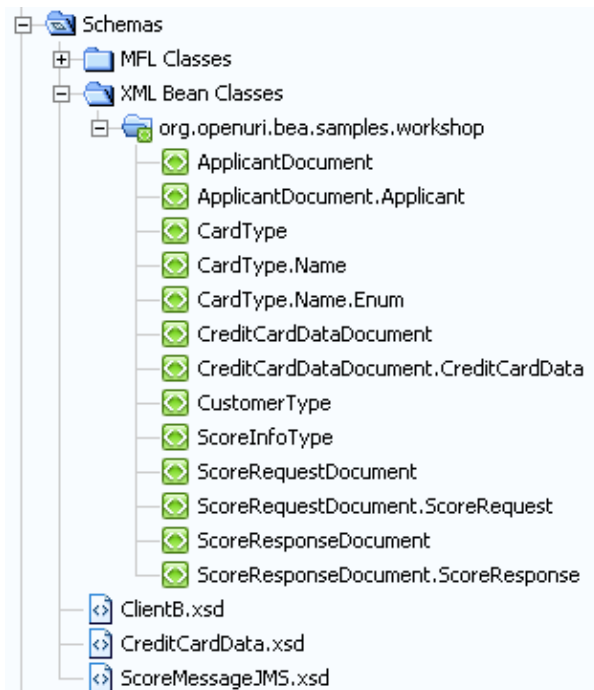 Schemas
MFL Classes
XML Bean Classes
org.openuri.bea.samples.workshop
ApplicantDocument
ApplicantDocument.Applicant
CardType
CardType.Name
CardType.Name.Enum
CreditCardDataDocument
CreditCardDataDocument.CreditCardData
CustomerType
ScoreInfoType
ScoreRequestDocument
ScoreRequestDocument.ScoreRequest
ScoreResponseDocument
ScoreResponseDocument.ScoreResponse
ClientB.xsd
CreditCardData.xsd
ScoreMessageJMS.xsd